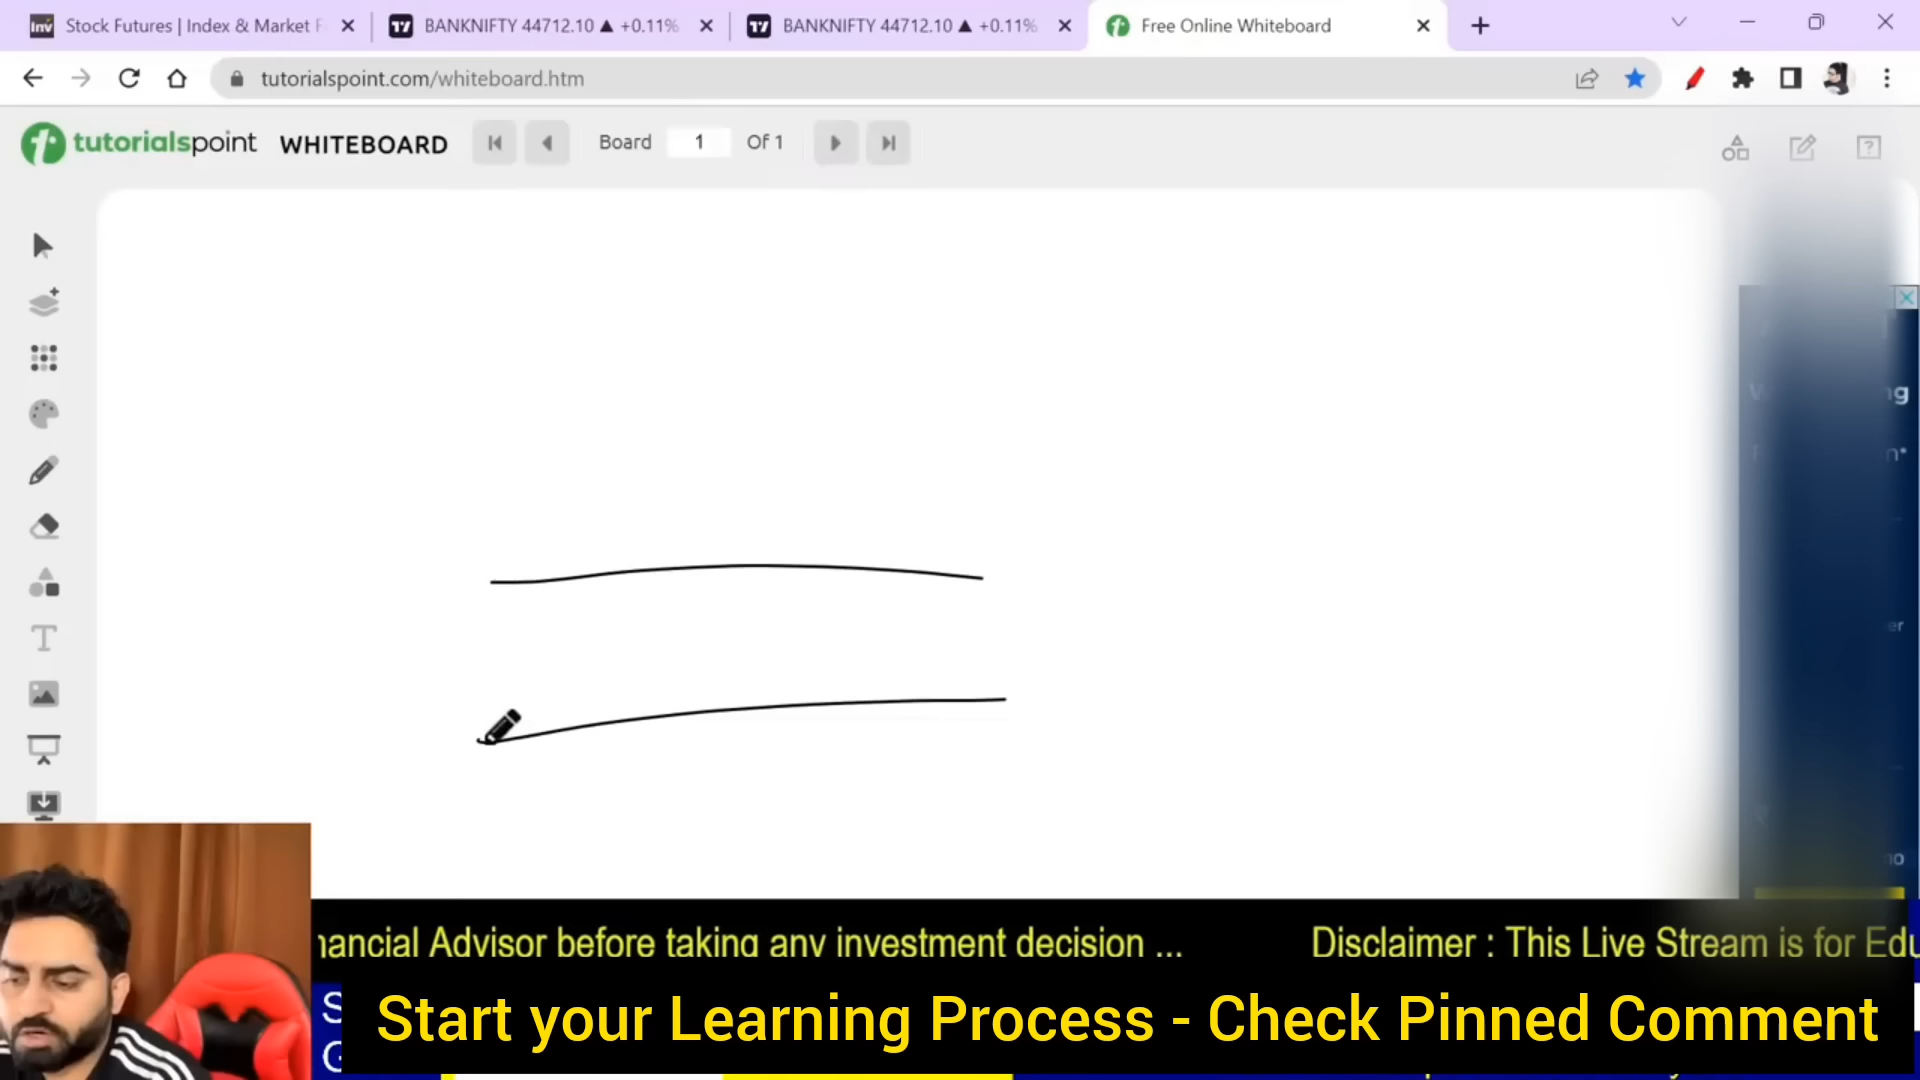 Stock Futures | Index & Market F
BANKNIFTY 44712.10 ▲ +0.11%
BANKNIFTY 44712.10 ▲ +0.11%
Free Online Whiteboard
tutorialspoint.com/whiteboard.htm
tutorialspoint WHITEBOARD Board 1 Of 1
nancial Advisor before taking any investment decision ... Disclaimer : This Live Stream is for Edu
Start your Learning Process - Check Pinned Comment